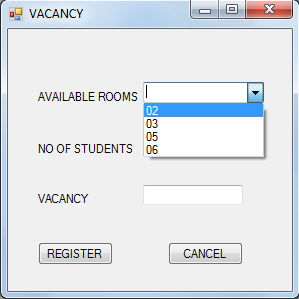 VACANCY
AVAILABLE ROOMS
02
03
05
06
NO OF STUDENTS
VACANCY
REGISTER CANCEL